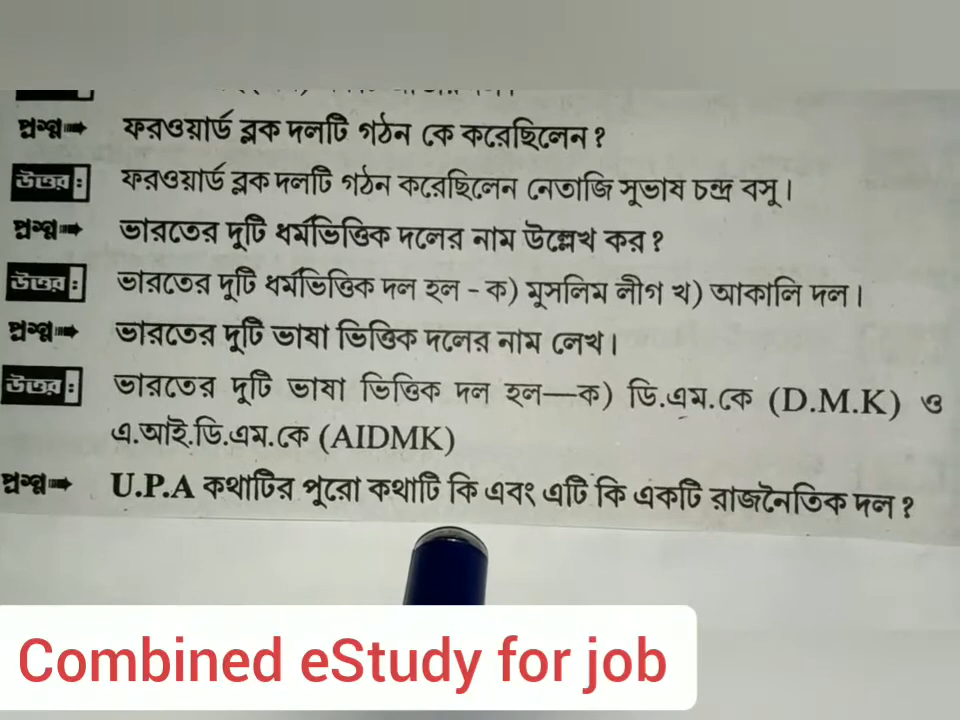 প্রশ্ন➠ ফরওয়ার্ড ব্লক দলটি গঠন কে করেছিলেন ?
উত্তর : ফরওয়ার্ড ব্লক দলটি গঠন করেছিলেন নেতাজি সুভাষ চন্দ্র বসু।
প্রশ্ন➠ ভারতের দুটি ধর্মভিত্তিক দলের নাম উল্লেখ কর ?
উত্তর : ভারতের দুটি ধর্মভিত্তিক দল হল - ক) মুসলিম লীগ খ) আকালি দল।
প্রশ্ন➠ ভারতের দুটি ভাষা ভিত্তিক দলের নাম লেখ।
উত্তর : ভারতের দুটি ভাষা ভিত্তিক দল হল—ক) ডি.এম.কে (D.M.K) ও
এ.আই.ডি.এম.কে (AIDMK)
প্রশ্ন➠ U.P.A কথাটির পুরো কথাটি কি এবং এটি কি একটি রাজনৈতিক দল ?
Combined eStudy for job